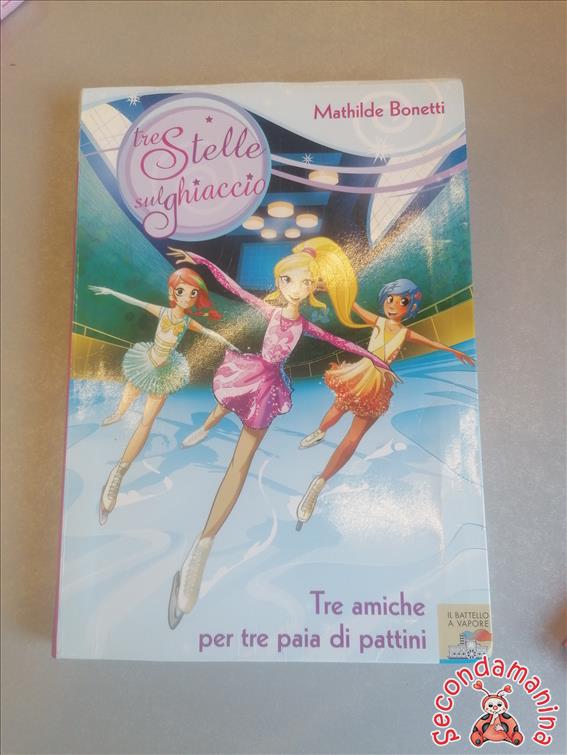 Mathilde Bonetti
tre Stelle
sul ghiaccio
Tre amiche
per tre paia di pattini
IL BATTELLO
A VAPORE
Secondamanina